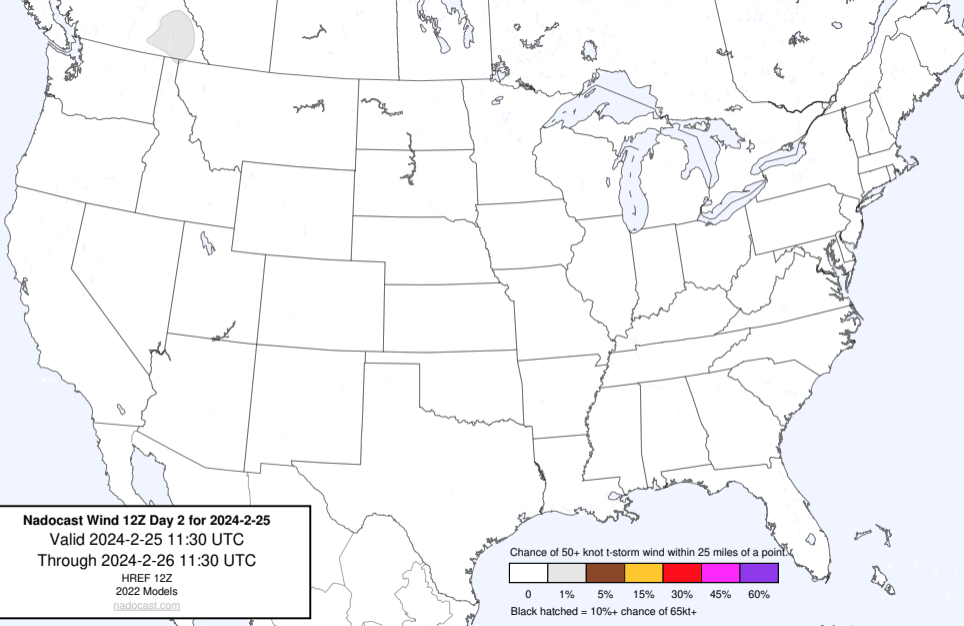 Nadocast Wind 12Z Day 2 for 2024-2-25
Valid 2024-2-25 11:30 UTC
Through 2024-2-26 11:30 UTC
HREF 12Z
2022 Models
nadocast.com
Chance of 50+ knot t-storm wind within 25 miles of a point.
0 1% 5% 15% 30% 45% 60%
Black hatched = 10%+ chance of 65kt+